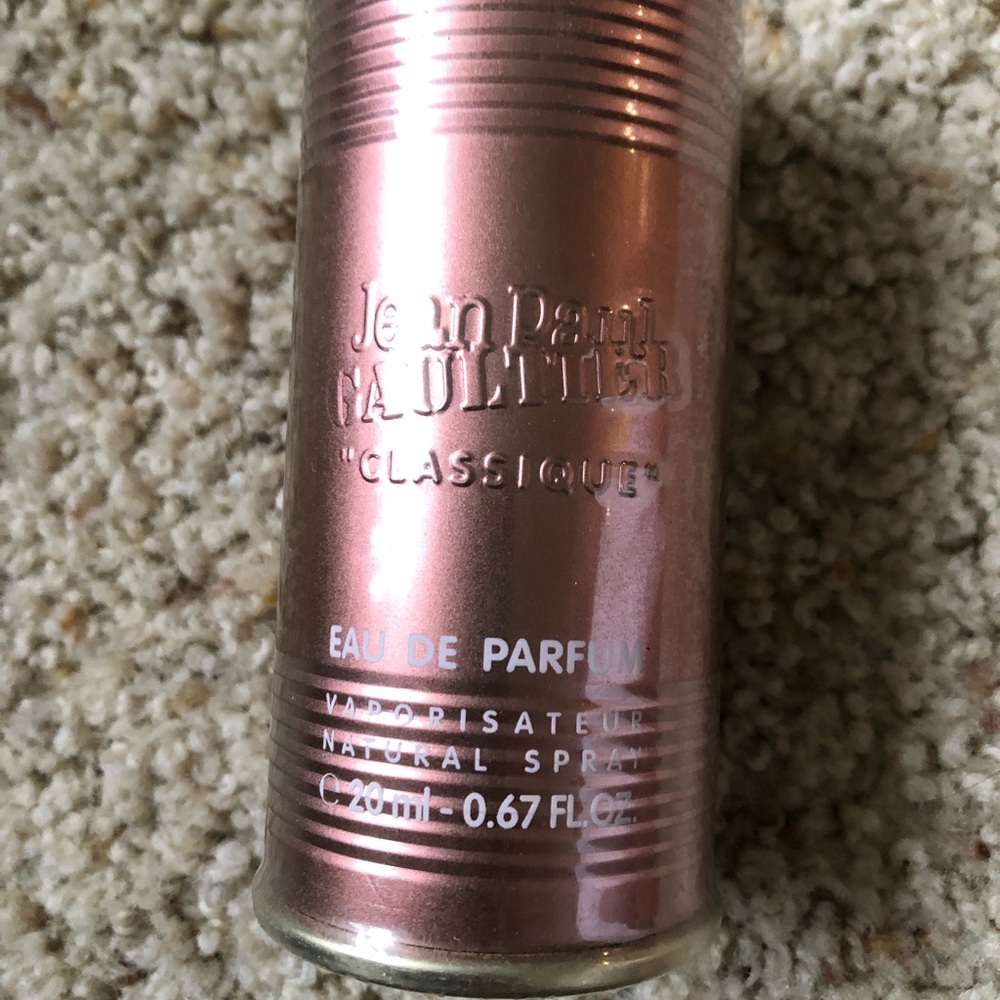 Jean Paul
GAULTIER
"CLASSIQUE"
EAU DE PARFUM
VAPORISATEUR
NATURAL SPRAY
℮ 20 ml - 0.67 FL.OZ.